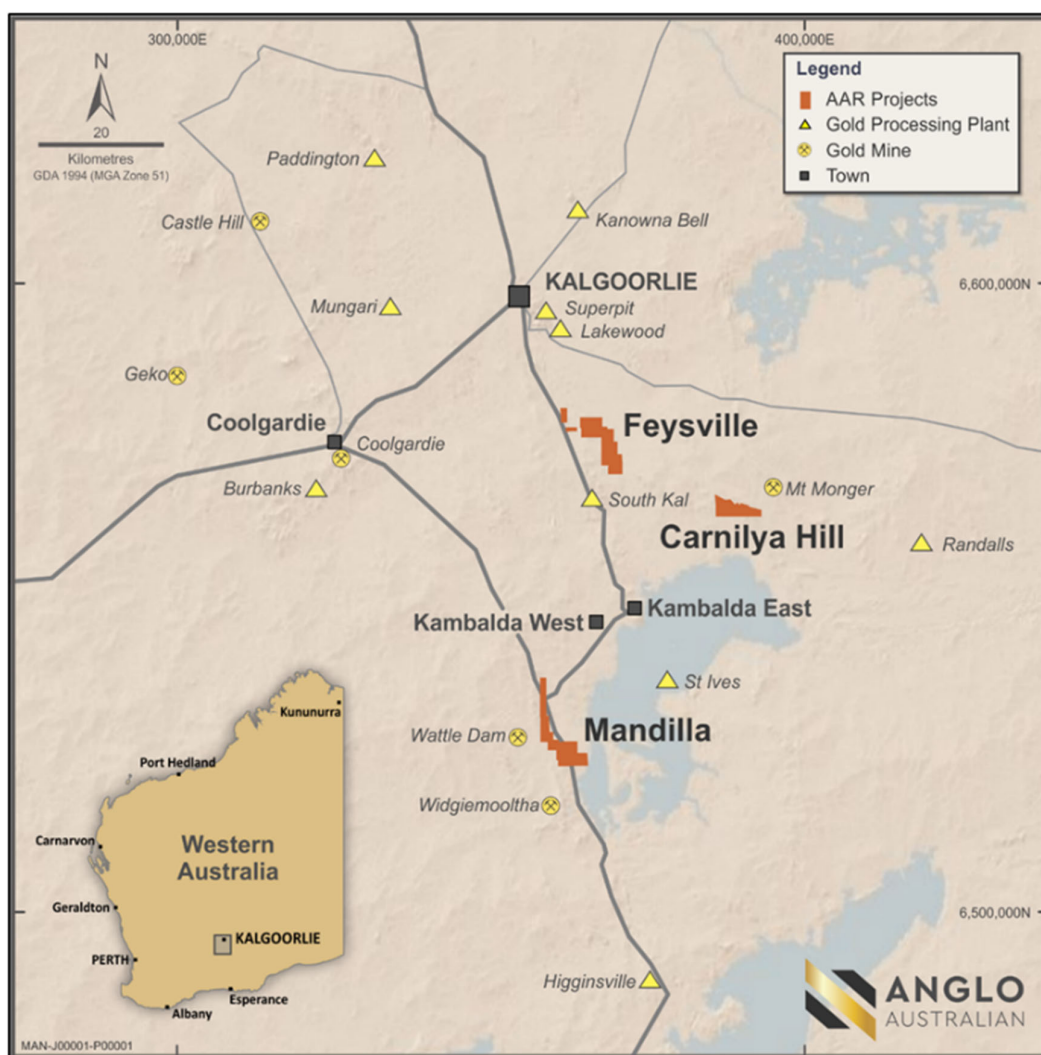 300,000E
400,000E
N
20
Kilometres
GDA 1994 (MGA Zone 51)
Legend
AAR Projects
Gold Processing Plant
Gold Mine
Town
Paddington
Castle Hill
Kanowna Bell
KALGOORLIE
6,600,000N
Mungari
Superpit
Lakewood
Geko
Coolgardie
Feysville
Coolgardie
Burbanks
South Kal
Mt Monger
Carnilya Hill
Randalls
Kambalda East
Kambalda West
St Ives
Kununurra
Wattle Dam
Mandilla
Port Hedland
Widgiemooltha
Carnarvon
Western
Australia
Geraldton
6,500,000N
KALGOORLIE
PERTH
Higginsville
Esperance
Albany
ANGLO
AUSTRALIAN
MAN-J00001-P00001